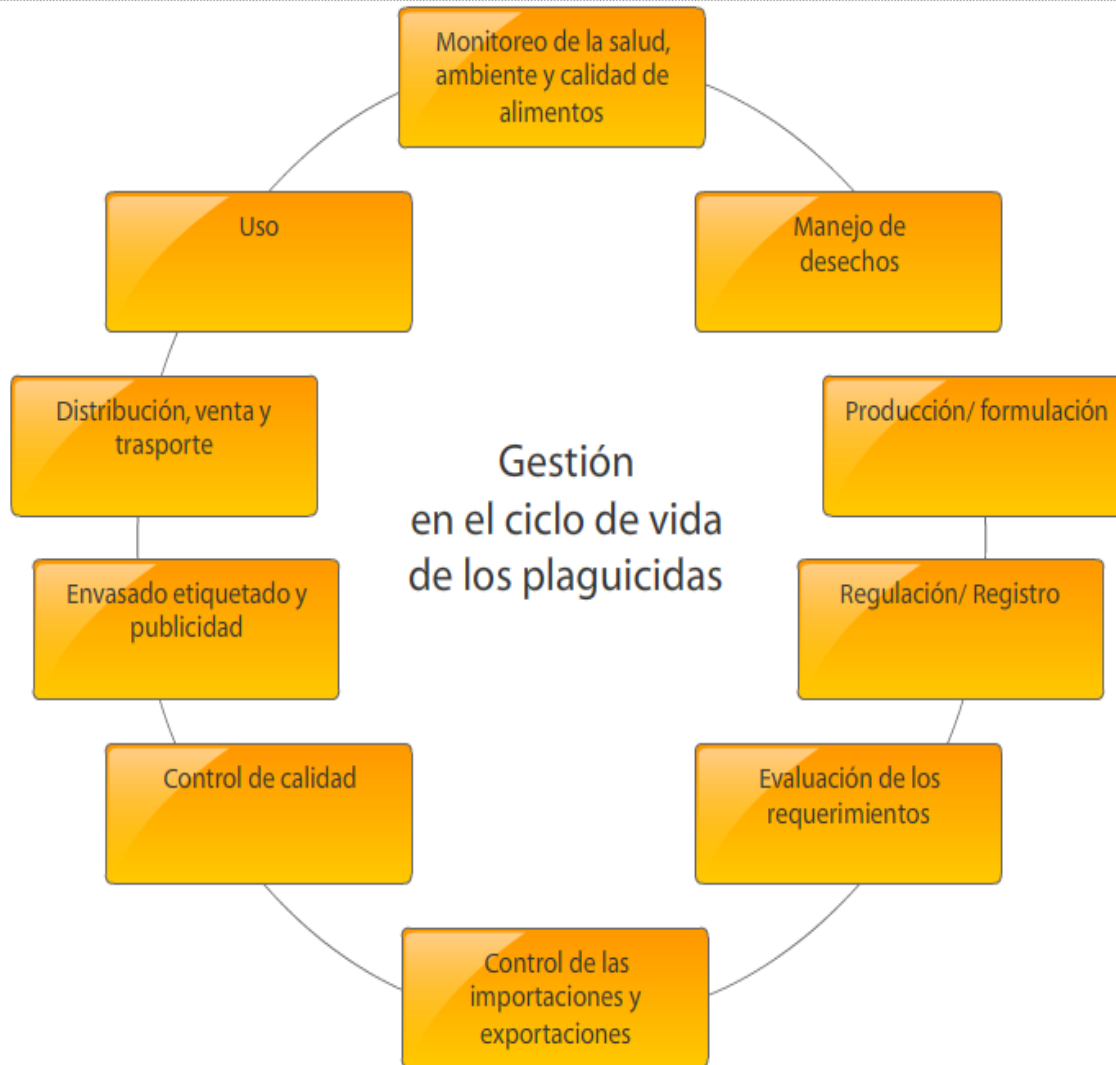 Monitoreo de la salud,
ambiente y calidad de
alimentos
Uso
Manejo de
desechos
Distribución, venta y
trasporte
Producción/ formulación
Gestión
en el ciclo de vida
de los plaguicidas
Envasado etiquetado y
publicidad
Regulación/ Registro
Control de calidad
Evaluación de los
requerimientos
Control de las
importaciones y
exportaciones